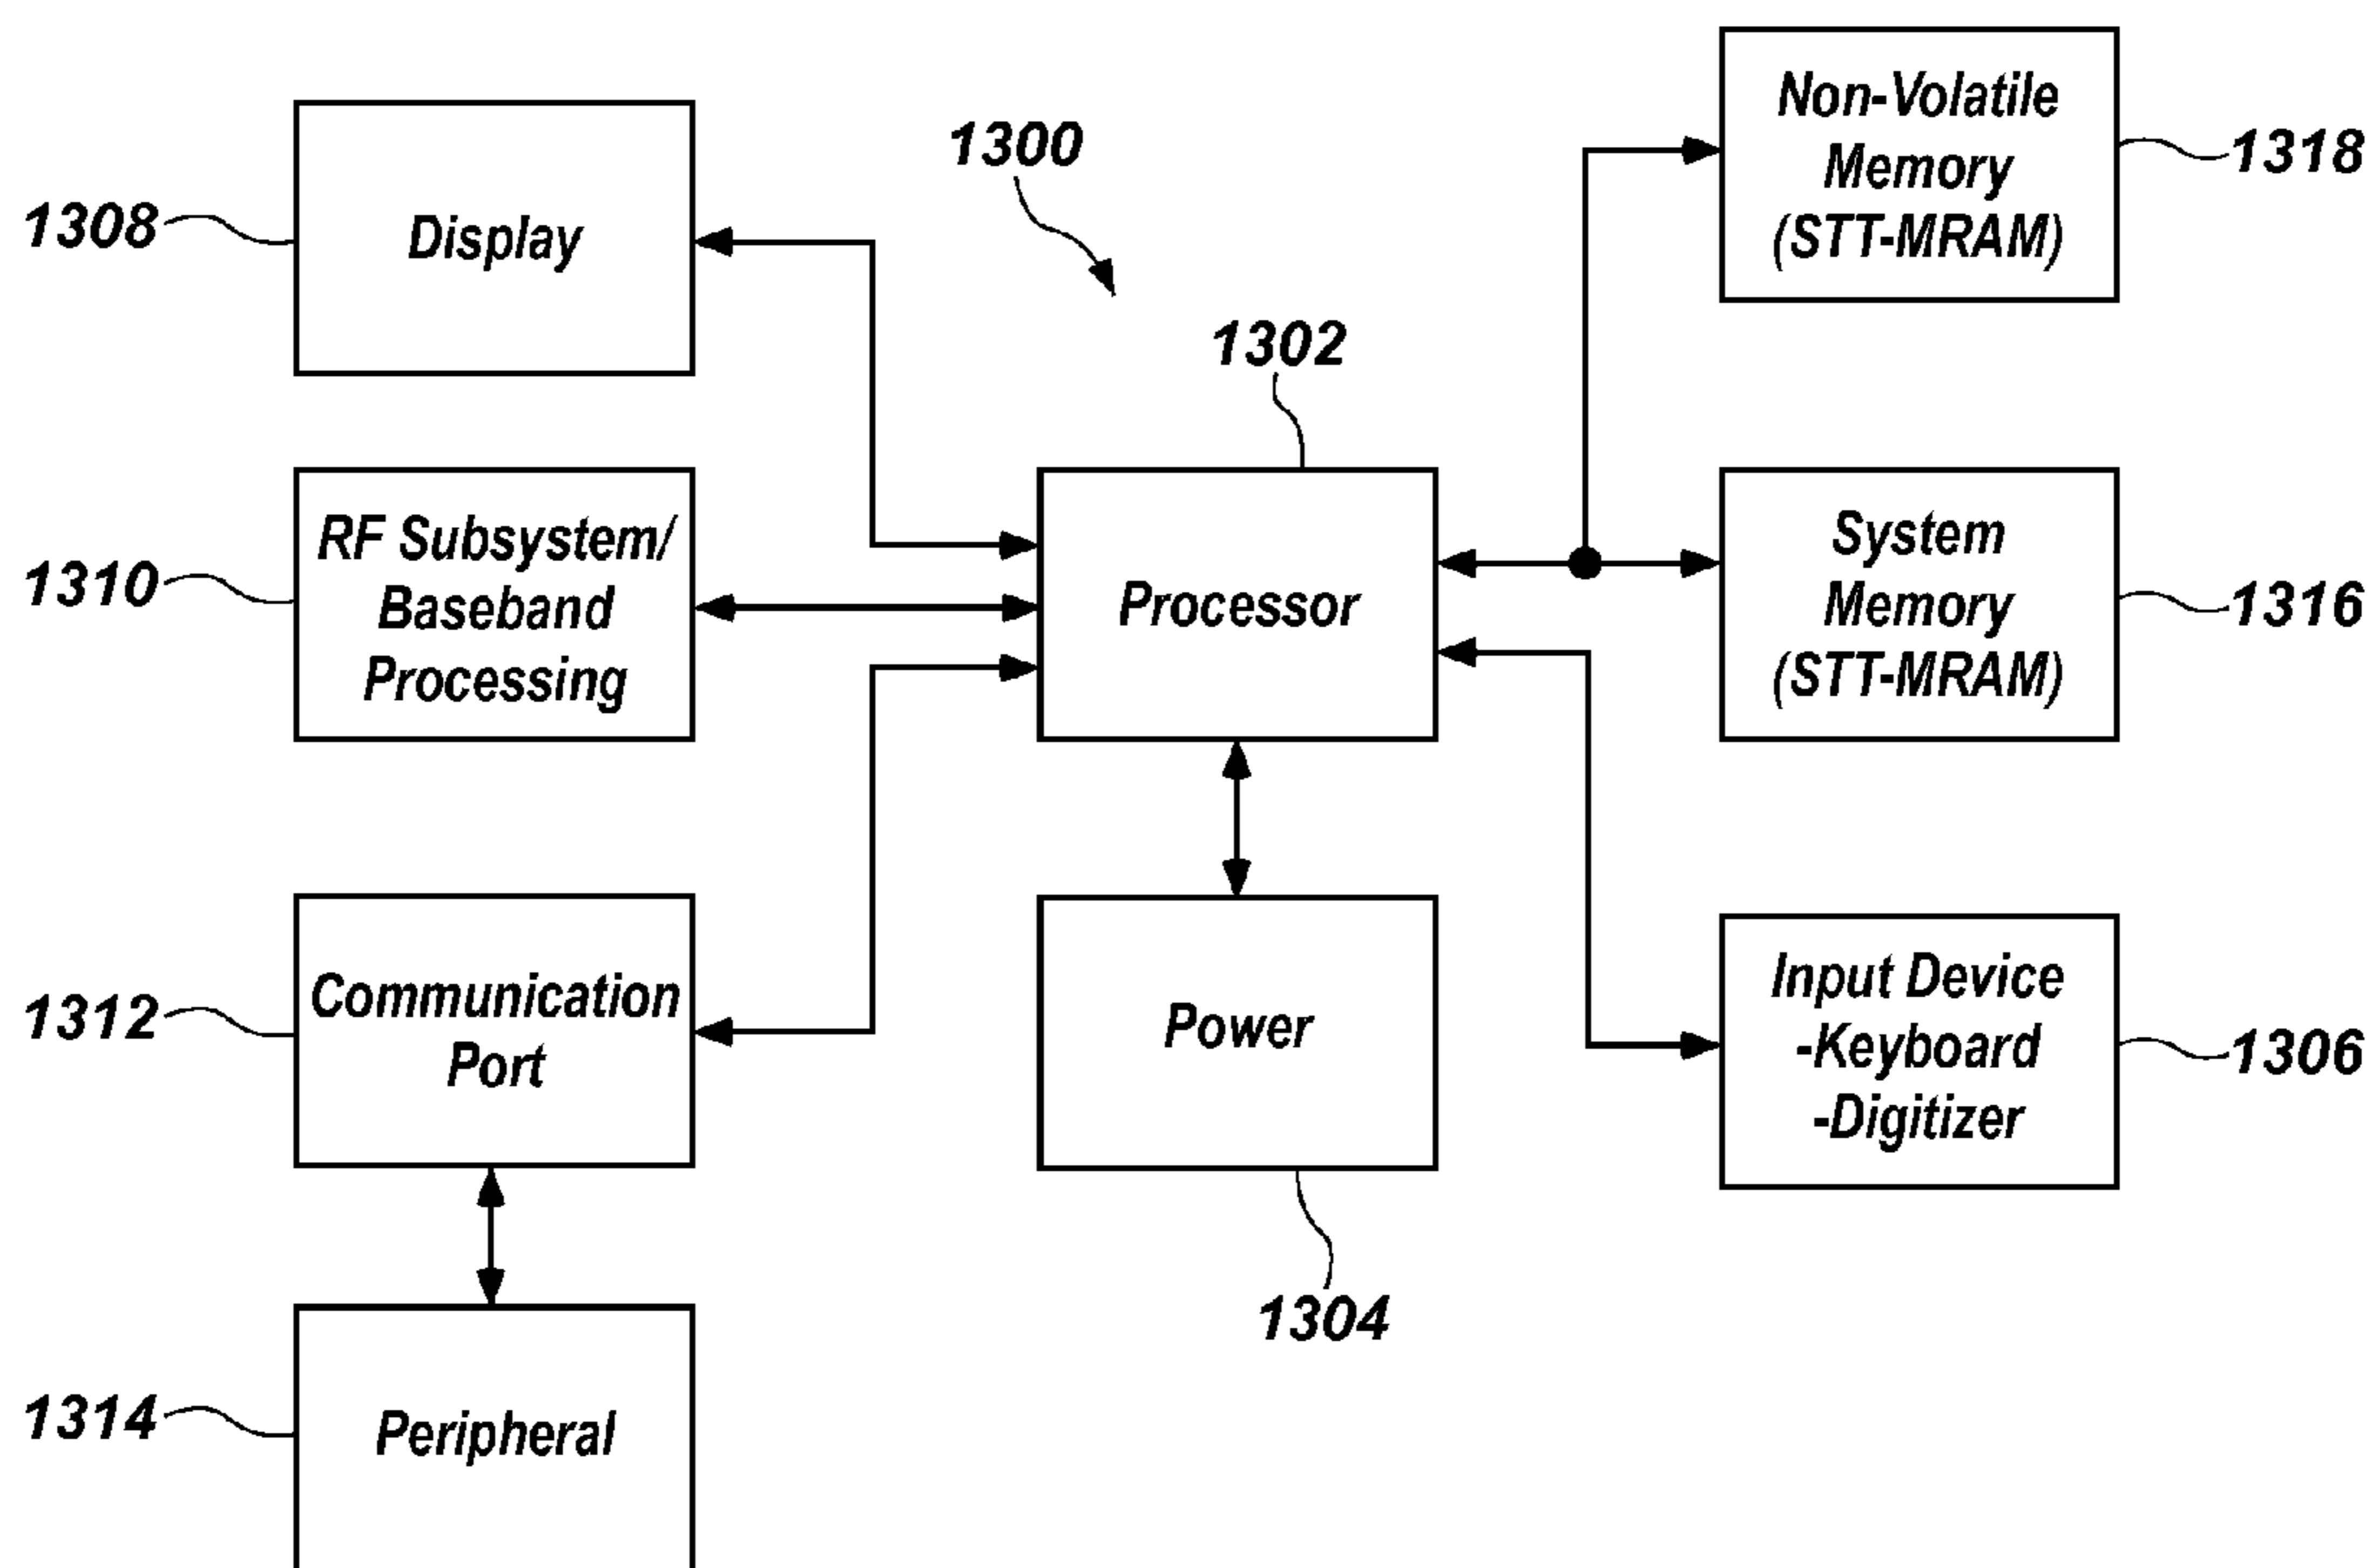 Non-Volatile
Memory
(STT-MRAM)
1318
1300
Display
1308
1302
RF Subsystem/
Baseband
Processing
1310
Processor
System
Memory
(STT-MRAM)
1316
Communication
Port
1312
Power
1304
Input Device
-Keyboard
-Digitizer
1306
Peripheral
1314